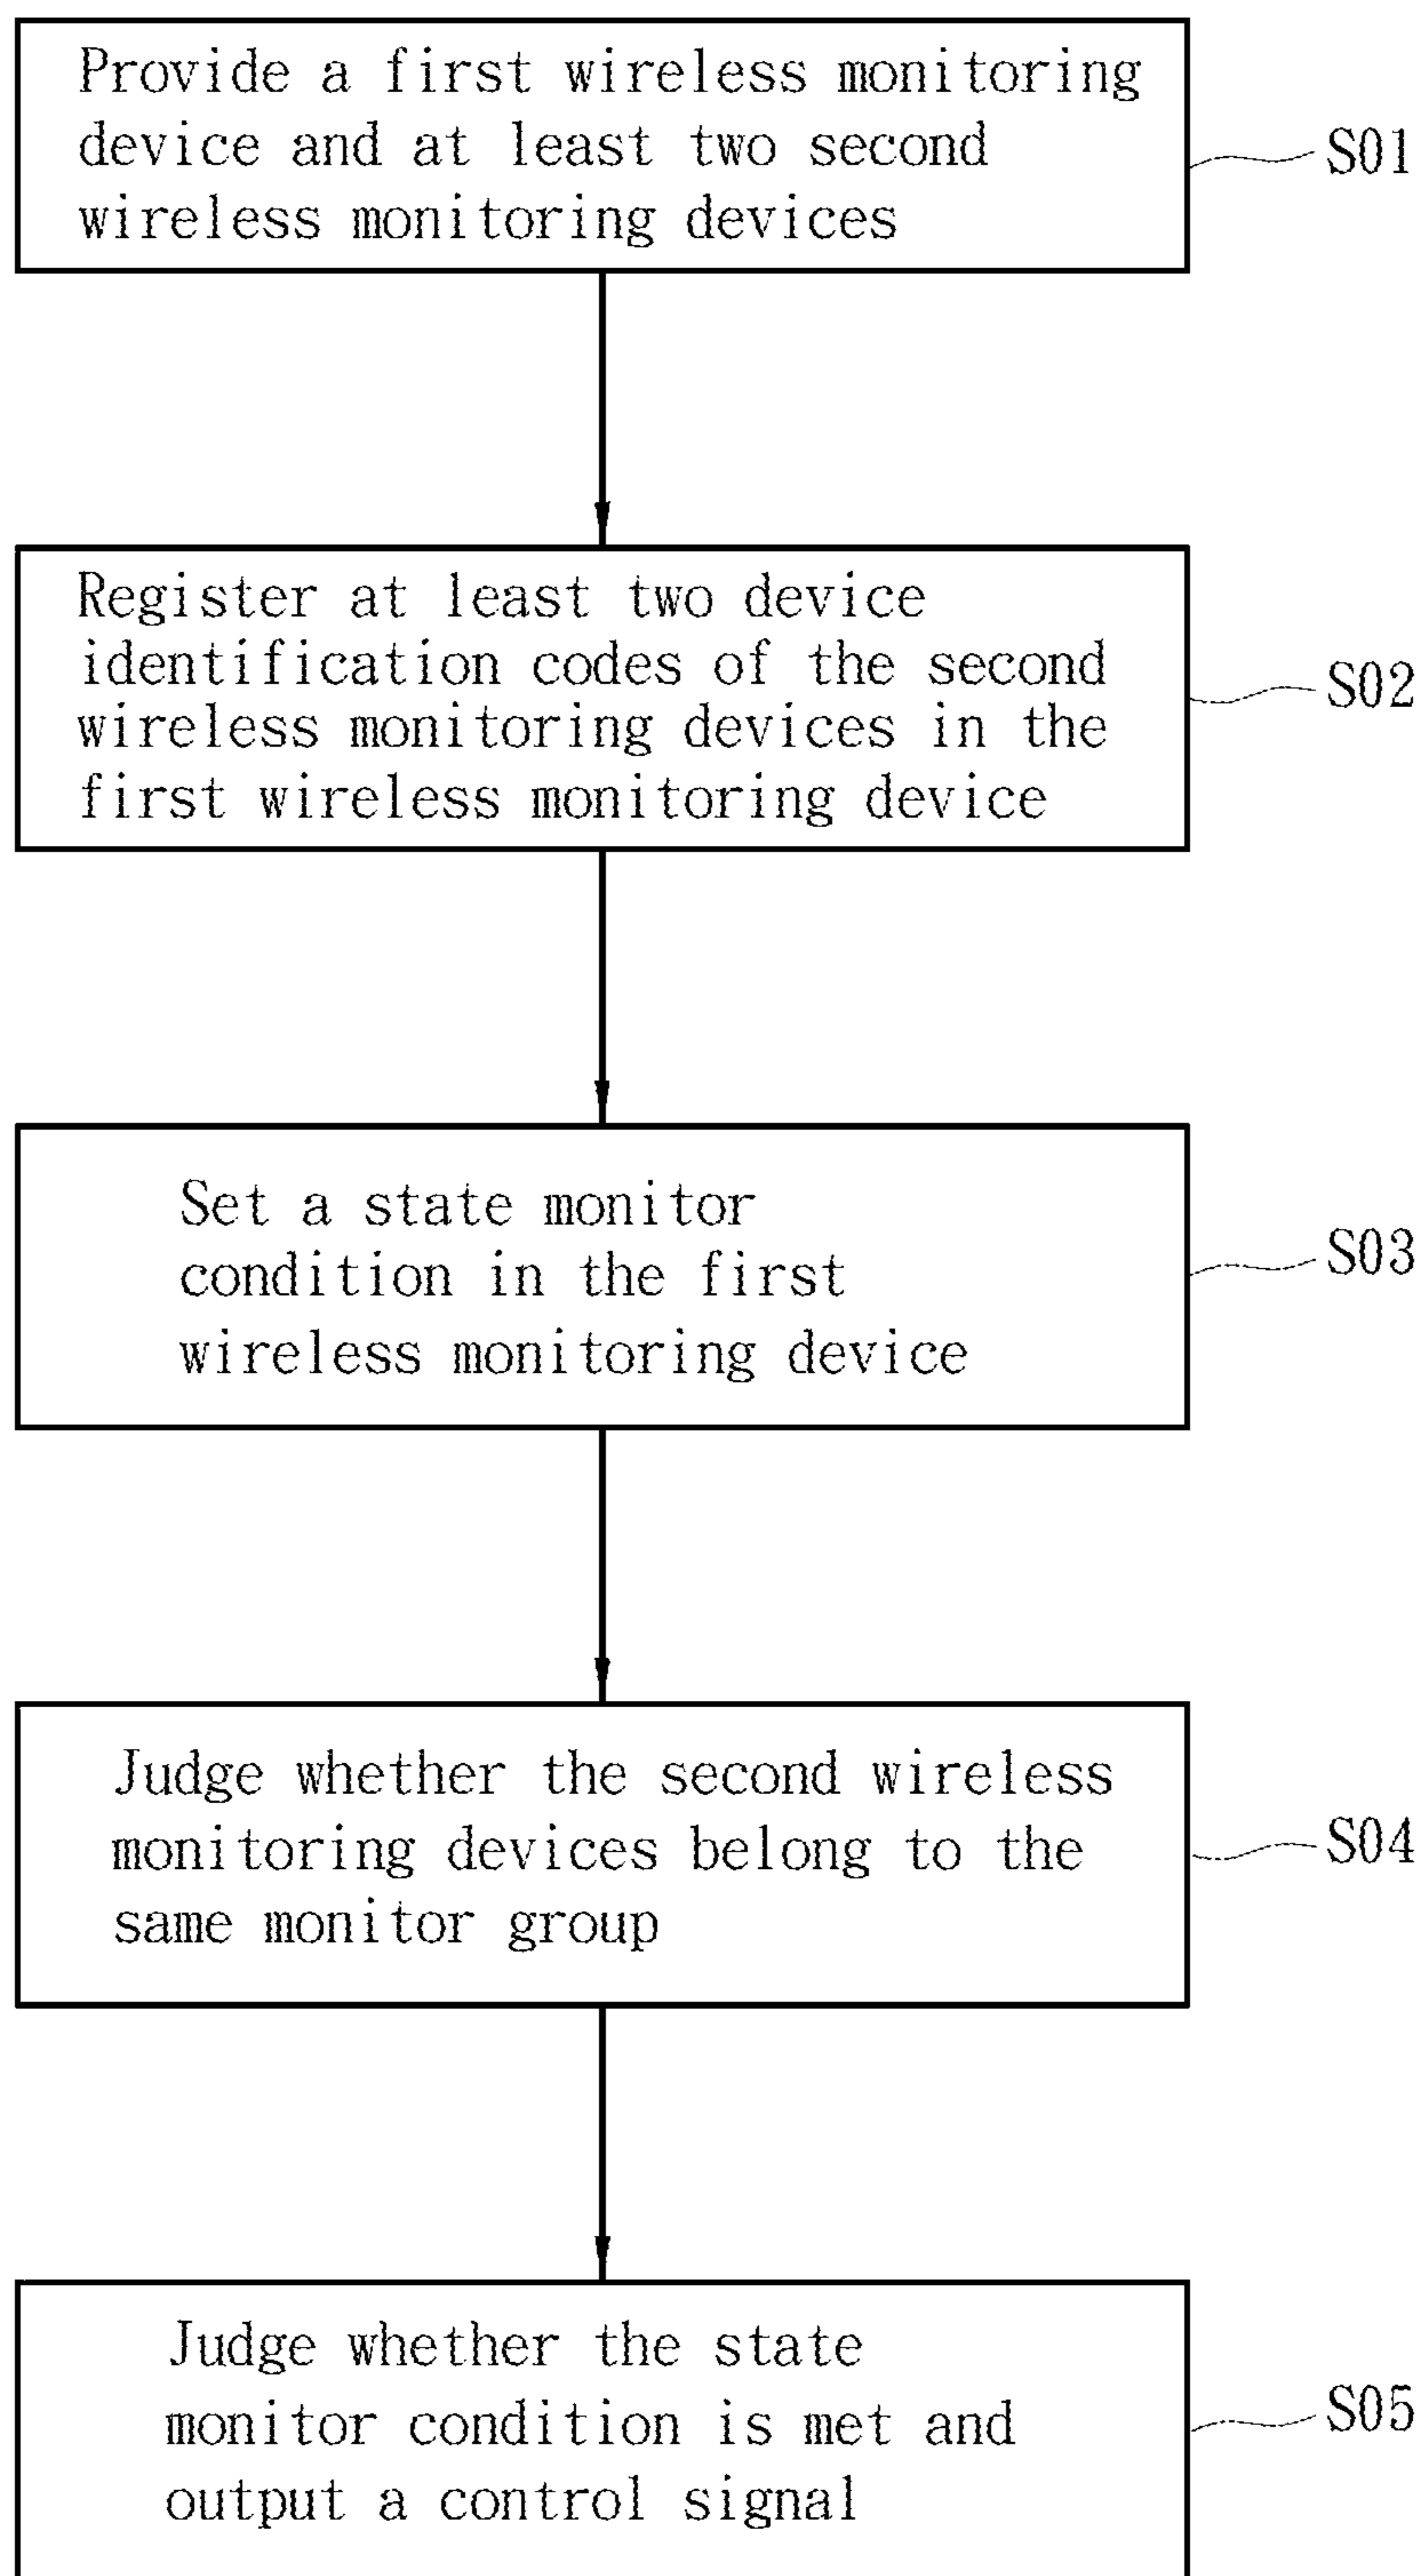 Provide a first wireless monitoring
device and at least two second
wireless monitoring devices
S01
Register at least two device
identification codes of the second
wireless monitoring devices in the
first wireless monitoring device
S02
Set a state monitor
condition in the first
wireless monitoring device
S03
Judge whether the second wireless
monitoring devices belong to the
same monitor group
S04
Judge whether the state
monitor condition is met and
output a control signal
S05